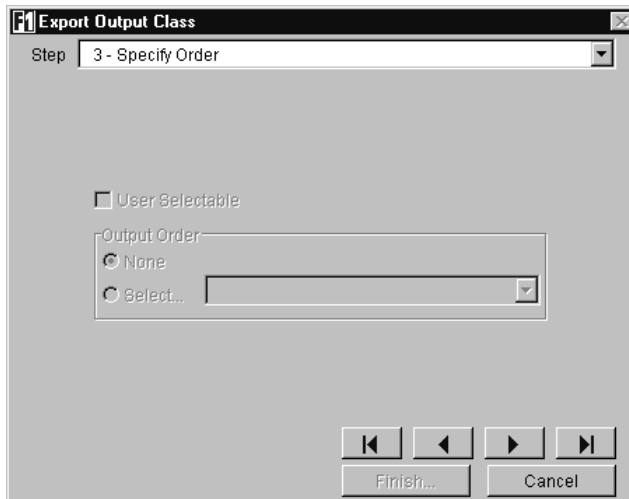 F1 Export Output Class
Step 3 - Specify Order
User Selectable
Output Order
None
Select...
Finish...
Cancel